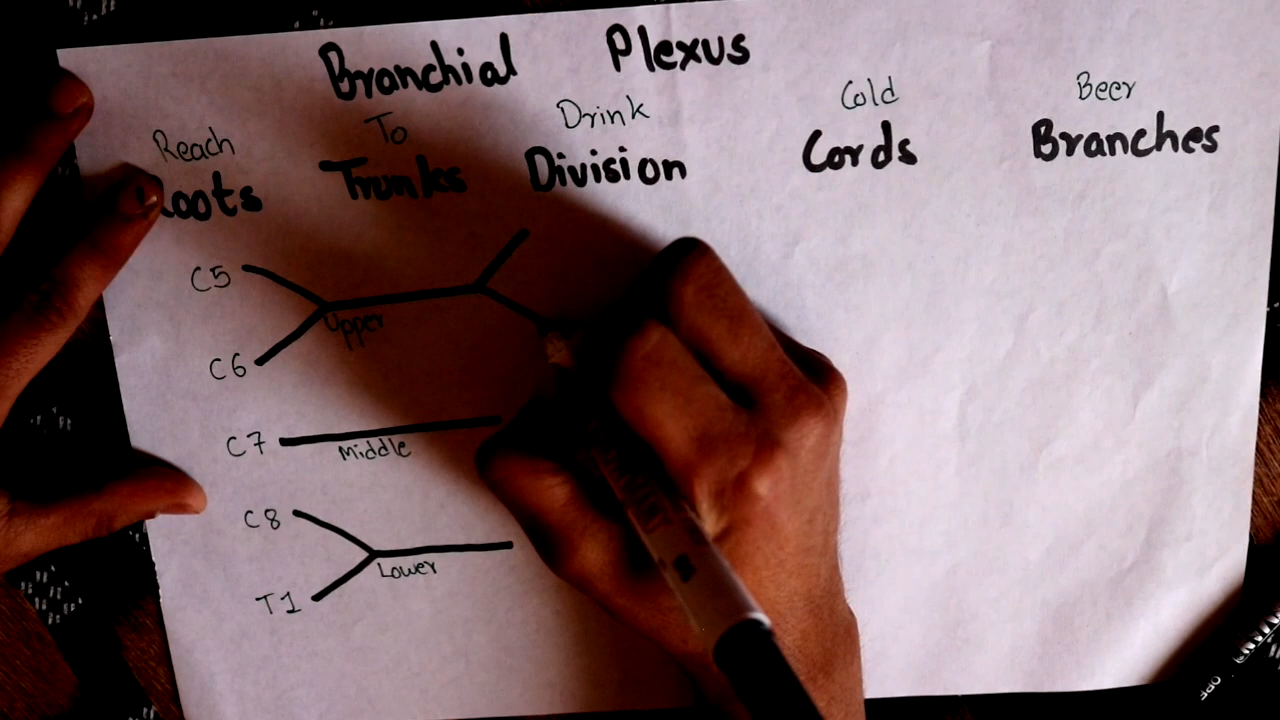 Branchial Plexus
Reach To Drink Cold Beer
Roots Trunks Division Cords Branches
C5
Upper
C6
C7
Middle
C8
Lower
T1